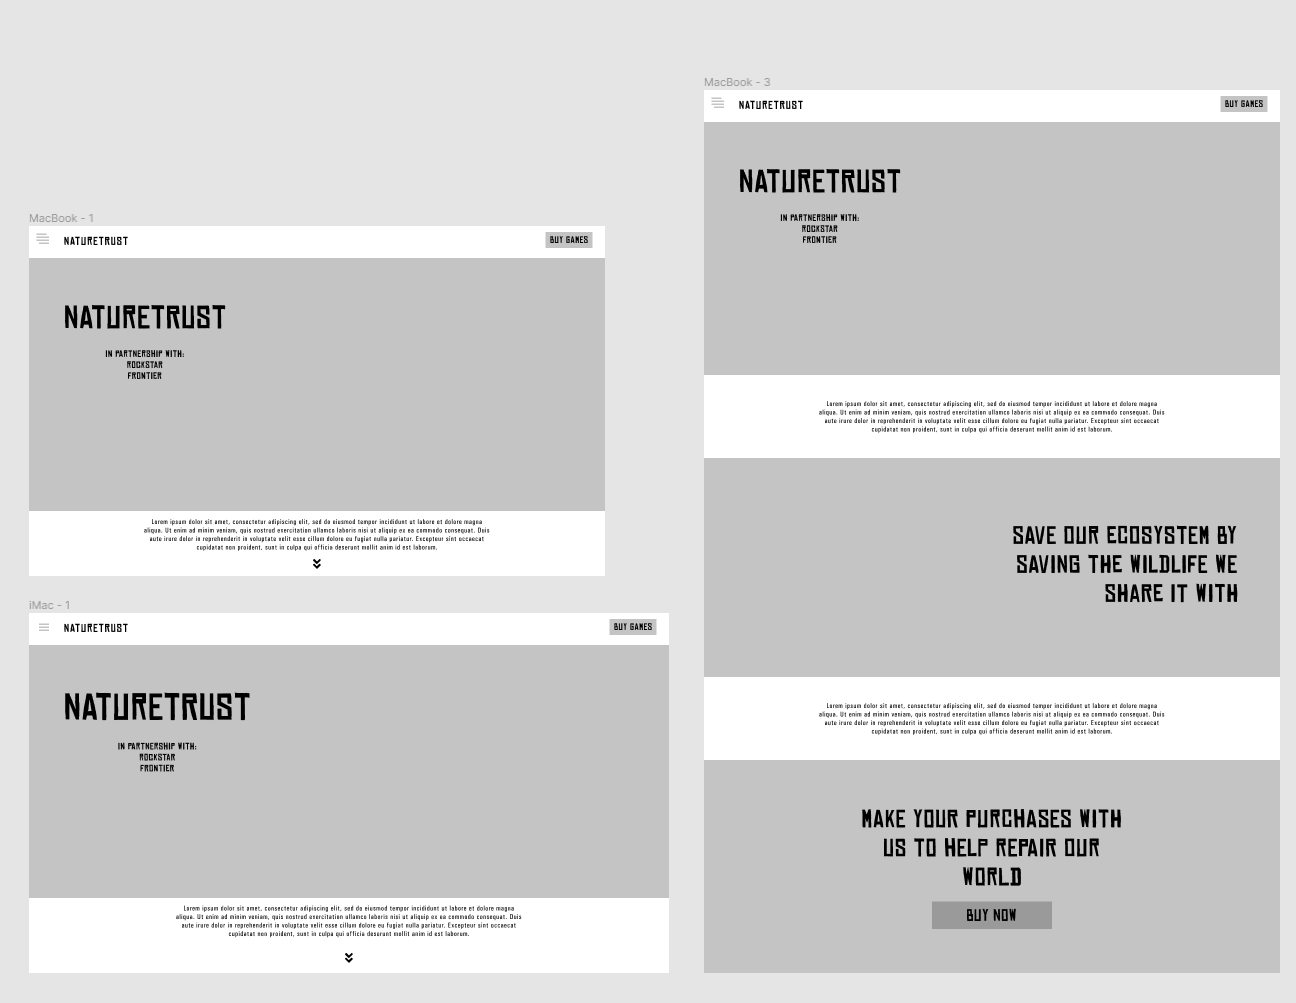 MacBook - 1
NATURETRUST
BUY GAMES
NATURETRUST
IN PARTNERSHIP WITH:
ROCKSTAR
FRONTIER
Lorem ipsum dolor sit amet, consectetur adipiscing elit, sed do eiusmod tempor incididunt ut labore et dolore magna
aliqua. Ut enim ad minim veniam, quis nostrud exercitation ullamco laboris nisi ut aliquip ex ea commodo consequat. Duis
aute irure dolor in reprehenderit in voluptate velit esse cillum dolore eu fugiat nulla pariatur. Excepteur sint occaecat
cupidatat non proident, sunt in culpa qui officia deserunt mollit anim id est laborum.
iMac - 1
NATURETRUST
BUY GAMES
NATURETRUST
IN PARTNERSHIP WITH:
ROCKSTAR
FRONTIER
Lorem ipsum dolor sit amet, consectetur adipiscing elit, sed do eiusmod tempor incididunt ut labore et dolore magna
aliqua. Ut enim ad minim veniam, quis nostrud exercitation ullamco laboris nisi ut aliquip ex ea commodo consequat. Duis
aute irure dolor in reprehenderit in voluptate velit esse cillum dolore eu fugiat nulla pariatur. Excepteur sint occaecat
cupidatat non proident, sunt in culpa qui officia deserunt mollit anim id est laborum.
MacBook - 3
NATURETRUST
BUY GAMES
NATURETRUST
IN PARTNERSHIP WITH:
ROCKSTAR
FRONTIER
Lorem ipsum dolor sit amet, consectetur adipiscing elit, sed do eiusmod tempor incididunt ut labore et dolore magna
aliqua. Ut enim ad minim veniam, quis nostrud exercitation ullamco laboris nisi ut aliquip ex ea commodo consequat. Duis
aute irure dolor in reprehenderit in voluptate velit esse cillum dolore eu fugiat nulla pariatur. Excepteur sint occaecat
cupidatat non proident, sunt in culpa qui officia deserunt mollit anim id est laborum.
SAVE OUR ECOSYSTEM BY
SAVING THE WILDLIFE WE
SHARE IT WITH
Lorem ipsum dolor sit amet, consectetur adipiscing elit, sed do eiusmod tempor incididunt ut labore et dolore magna
aliqua. Ut enim ad minim veniam, quis nostrud exercitation ullamco laboris nisi ut aliquip ex ea commodo consequat. Duis
aute irure dolor in reprehenderit in voluptate velit esse cillum dolore eu fugiat nulla pariatur. Excepteur sint occaecat
cupidatat non proident, sunt in culpa qui officia deserunt mollit anim id est laborum.
MAKE YOUR PURCHASES WITH
US TO HELP REPAIR OUR
WORLD
BUY NOW